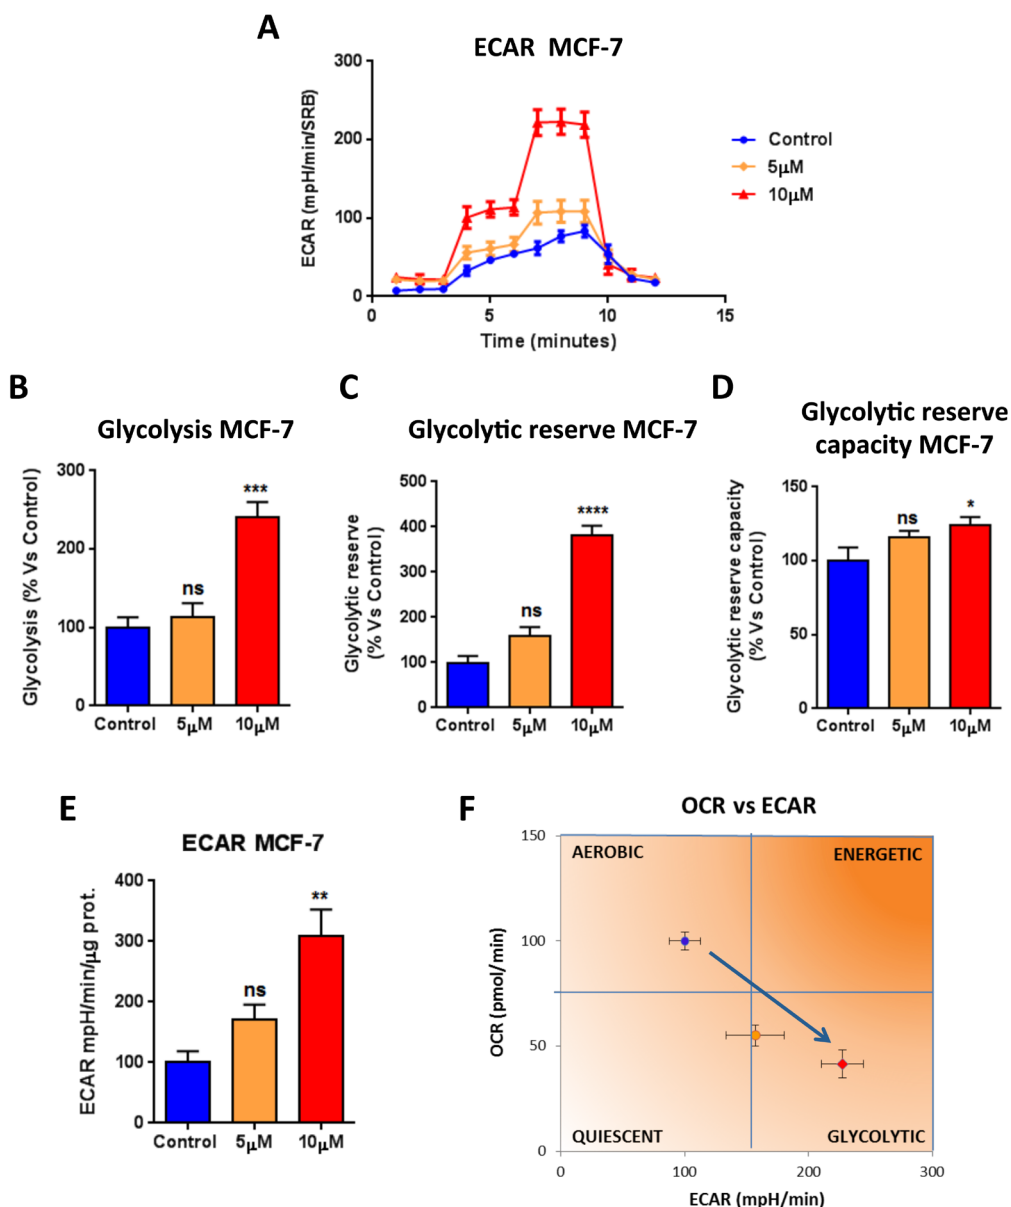 A
ECAR MCF-7
ECAR (mpH/min/SRB)
300
200
100
0
0
5
10
15
Time (minutes)
Control
5µM
10µM
B
Glycolysis MCF-7
Glycolysis (% Vs Control)
300
200
100
0
ns
***
Control
5µM
10µM
C
Glycolytic reserve MCF-7
Glycolytic reserve
(% Vs Control)
500
400
300
200
100
0
ns
****
Control
5µM
10µM
D
Glycolytic reserve
capacity MCF-7
Glycolytic reserve capacity
(% Vs Control)
150
100
50
0
ns
*
Control
5µM
10µM
E
ECAR MCF-7
ECAR mpH/min/µg prot.
400
300
200
100
0
ns
**
Control
5µM
10µM
F
OCR vs ECAR
OCR (pmol/min)
150
100
50
0
AEROBIC
ENERGETIC
QUIESCENT
GLYCOLYTIC
0
100
200
300
ECAR (mpH/min)